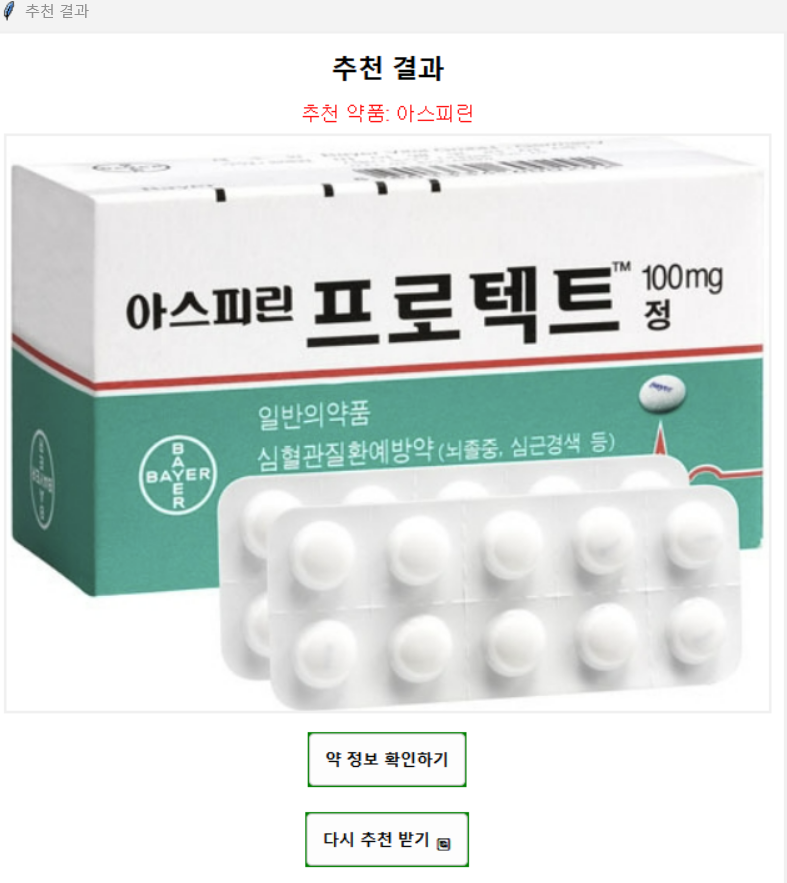 추천 결과
추천 결과
추천 약품: 아스피린
아스피린 프로텍트™ 100mg
정
일반의약품
심혈관질환예방약 (뇌졸중, 심근경색 등)
BAYER
BAYER
약 정보 확인하기
다시 추천 받기